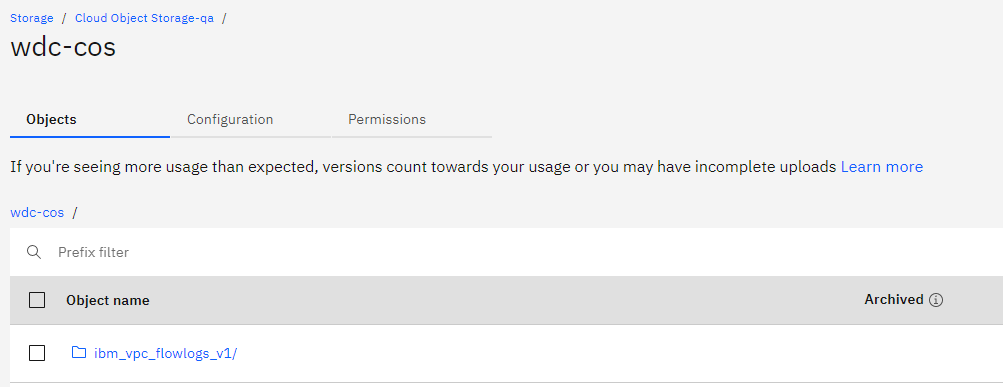 Storage / Cloud Object Storage-qa /
wdc-cos
Objects Configuration Permissions
If you're seeing more usage than expected, versions count towards your usage or you may have incomplete uploads Learn more
wdc-cos /
Prefix filter
Object name Archived
ibm_vpc_flowlogs_v1/